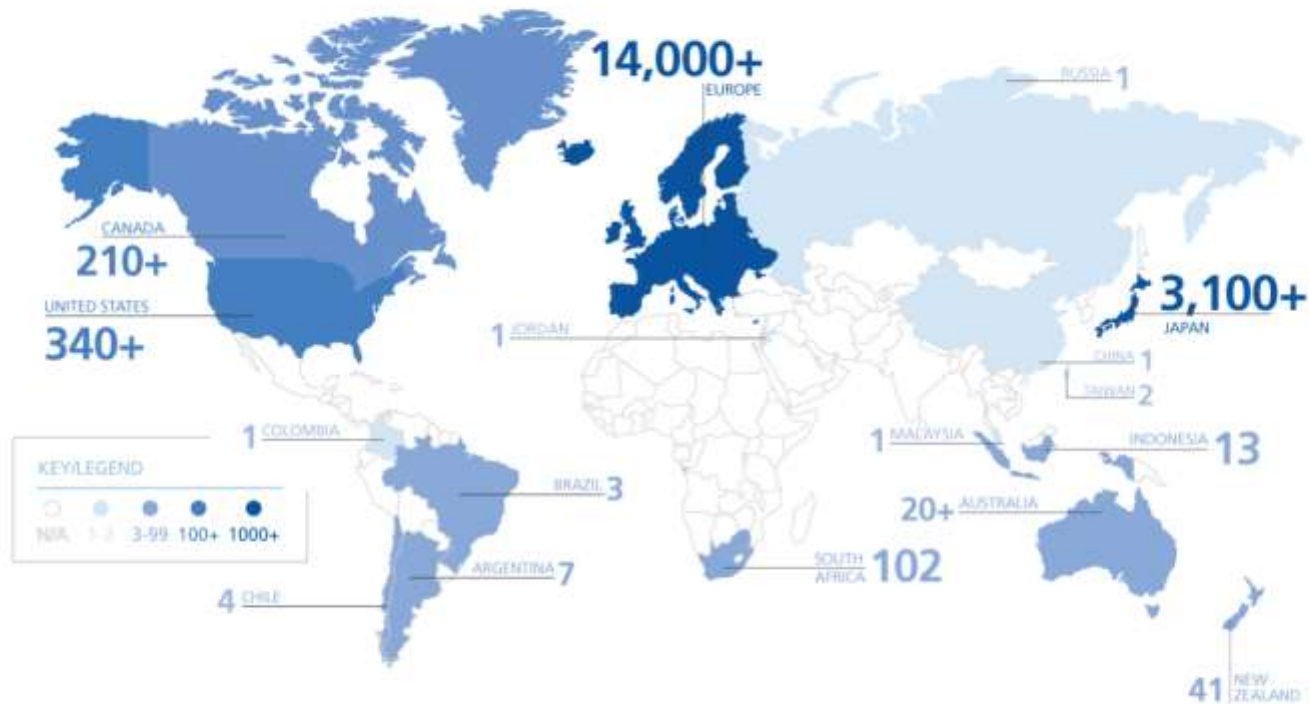 14,000+
EUROPE
RUSSIA 1
CANADA
210+
UNITED STATES
340+
3,100+
JAPAN
1 JORDAN
CHINA 1
TAIWAN 2
1 COLOMBIA
1 MALAYSIA
INDONESIA 13
KEY/LEGEND
N/A 1-2 3-99 100+ 1000+
BRAZIL 3
20+ AUSTRALIA
ARGENTINA 7
SOUTH
AFRICA 102
4 CHILE
41 NEW
ZEALAND